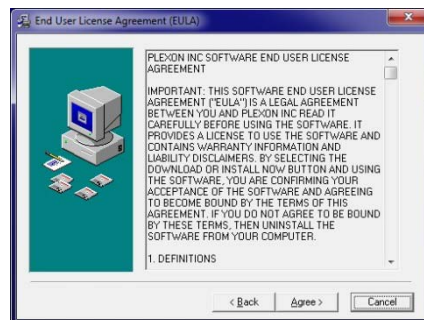 End User License Agreement (EULA)
PLEXON INC SOFTWARE END USER LICENSE
AGREEMENT
IMPORTANT: THIS SOFTWARE END USER LICENSE
AGREEMENT ("EULA") IS A LEGAL AGREEMENT
BETWEEN YOU AND PLEXON INC READ IT
CAREFULLY BEFORE USING THE SOFTWARE. IT
PROVIDES A LICENSE TO USE THE SOFTWARE AND
CONTAINS WARRANTY INFORMATION AND
LIABILITY DISCLAIMERS. BY SELECTING THE
DOWNLOAD OR INSTALL NOW BUTTON AND USING
THE SOFTWARE, YOU ARE CONFIRMING YOUR
ACCEPTANCE OF THE SOFTWARE AND AGREEING
TO BECOME BOUND BY THE TERMS OF THIS
AGREEMENT. IF YOU DO NOT AGREE TO BE BOUND
BY THESE TERMS, THEN UNINSTALL THE
SOFTWARE FROM YOUR COMPUTER.
1. DEFINITIONS
< Back Agree > Cancel